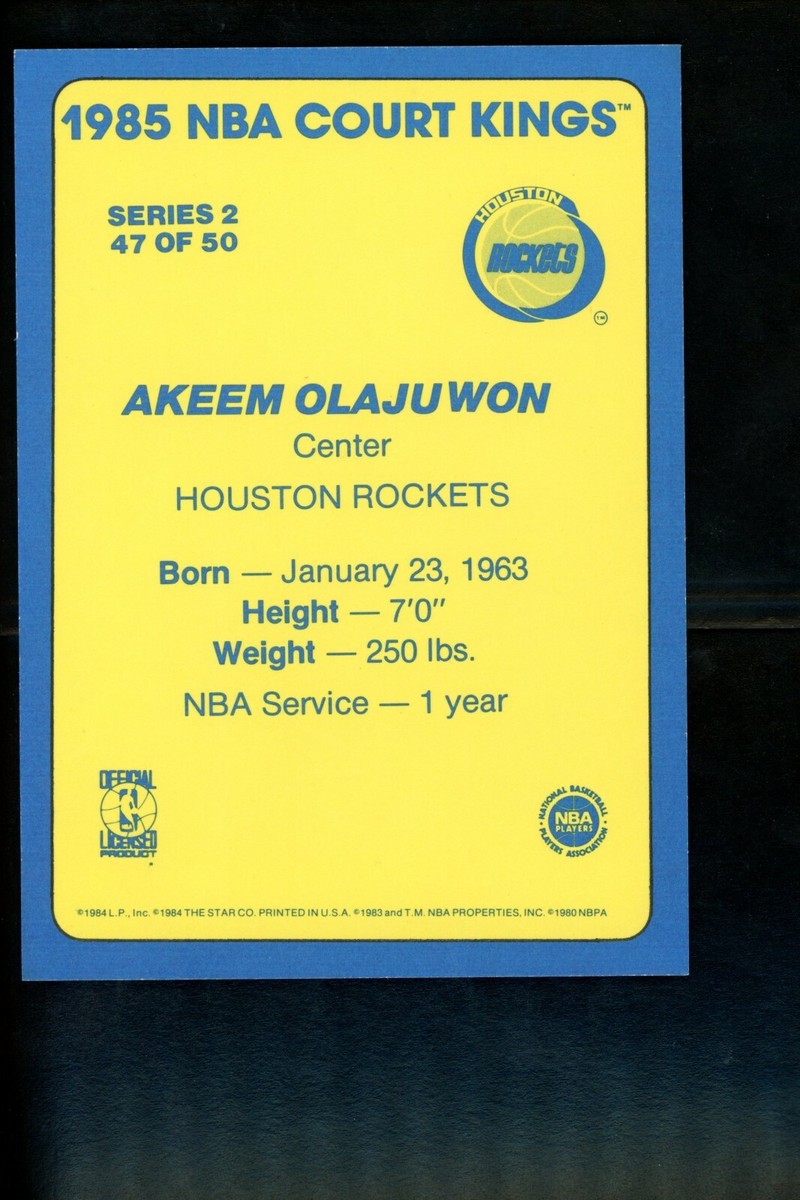 1985 NBA COURT KINGS™
SERIES 2
47 OF 50
HOUSTON
ROCKETS
TM
AKEEM OLAJUWON
Center
HOUSTON ROCKETS
Born — January 23, 1963
Height — 7'0"
Weight — 250 lbs.
NBA Service — 1 year
OFFICIAL
NBA
LICENSED
PRODUCT
NATIONAL BASKETBALL
NBA
PLAYERS
PLAYERS ASSOCIATION
©1984 L.P., Inc. ©1984 THE STAR CO. PRINTED IN U.S.A. ©1983 and T.M. NBA PROPERTIES, INC. ©1980 NBPA